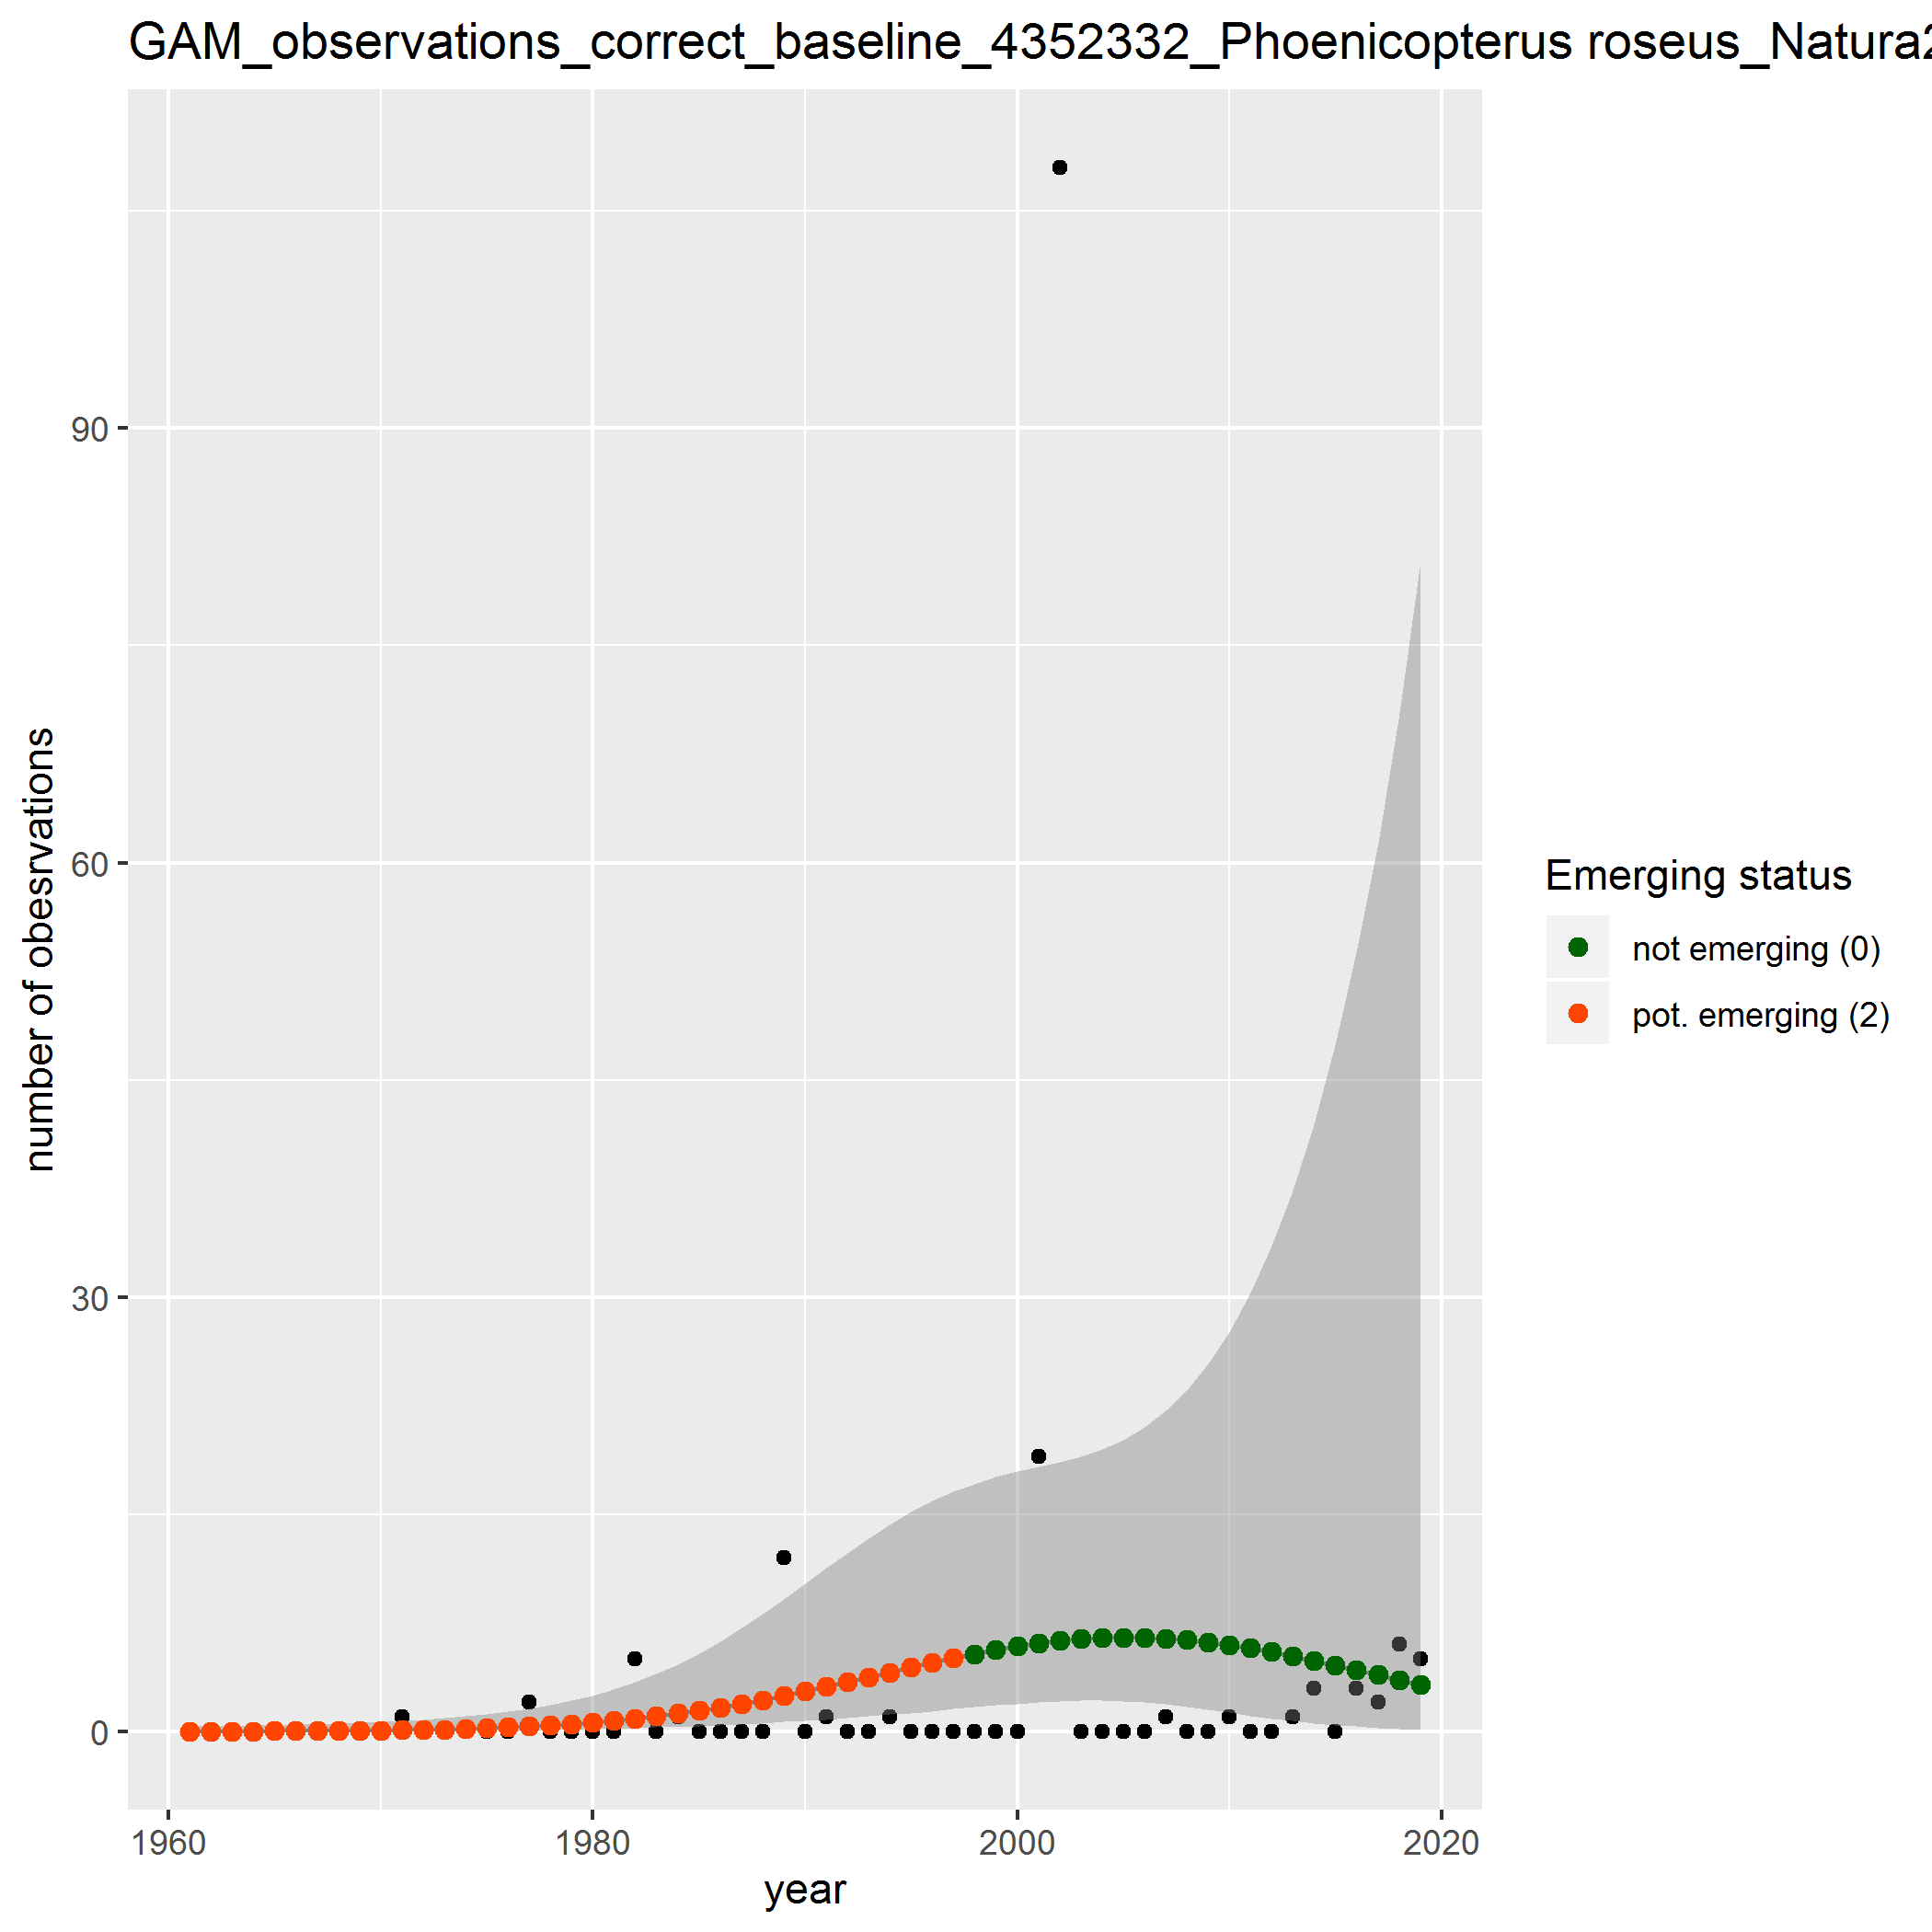 GAM_observations_correct_baseline_4352332_Phoenicopterus roseus_Natura2
90
60
30
0
number of obesrvations
1960
1980
2000
2020
year
Emerging status
not emerging (0)
pot. emerging (2)